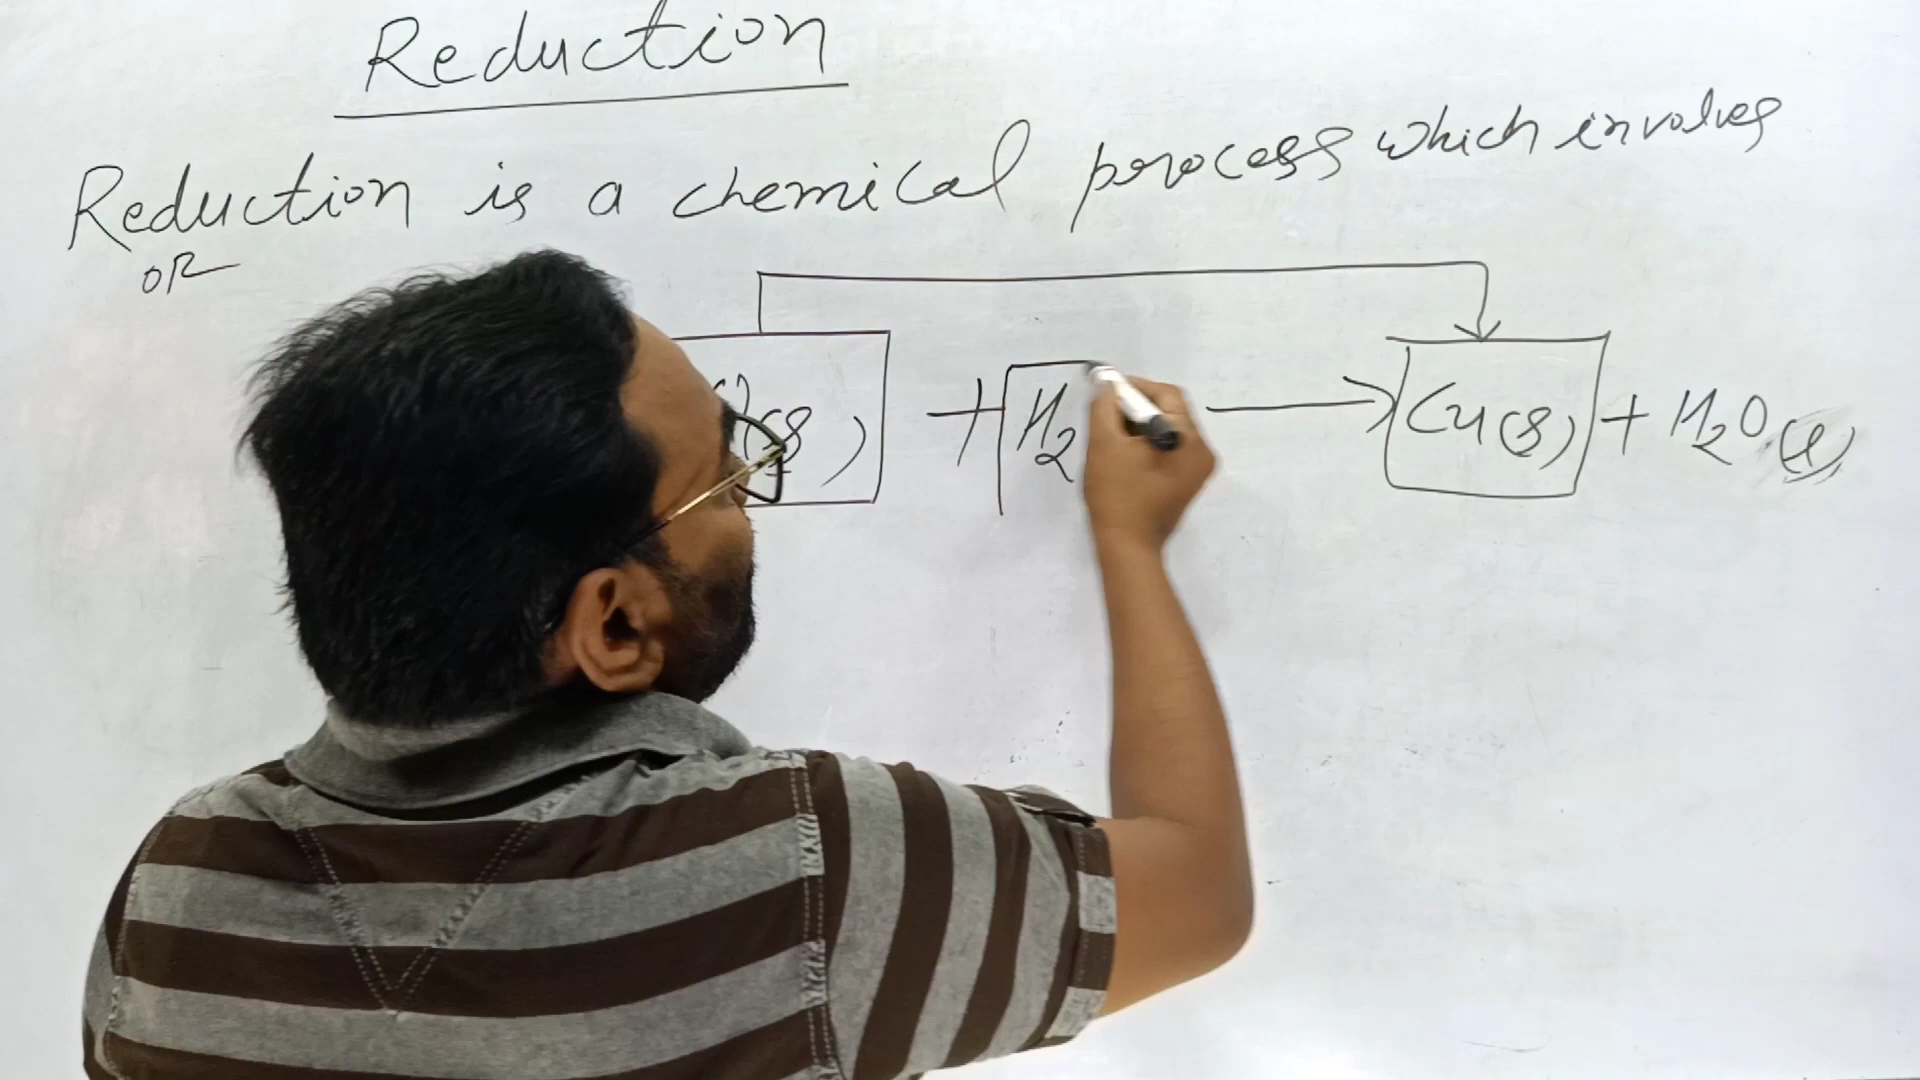 Reduction
Reduction is a chemical process which involves
OR
(s) + H2 → Cu(s) + H2O(l)